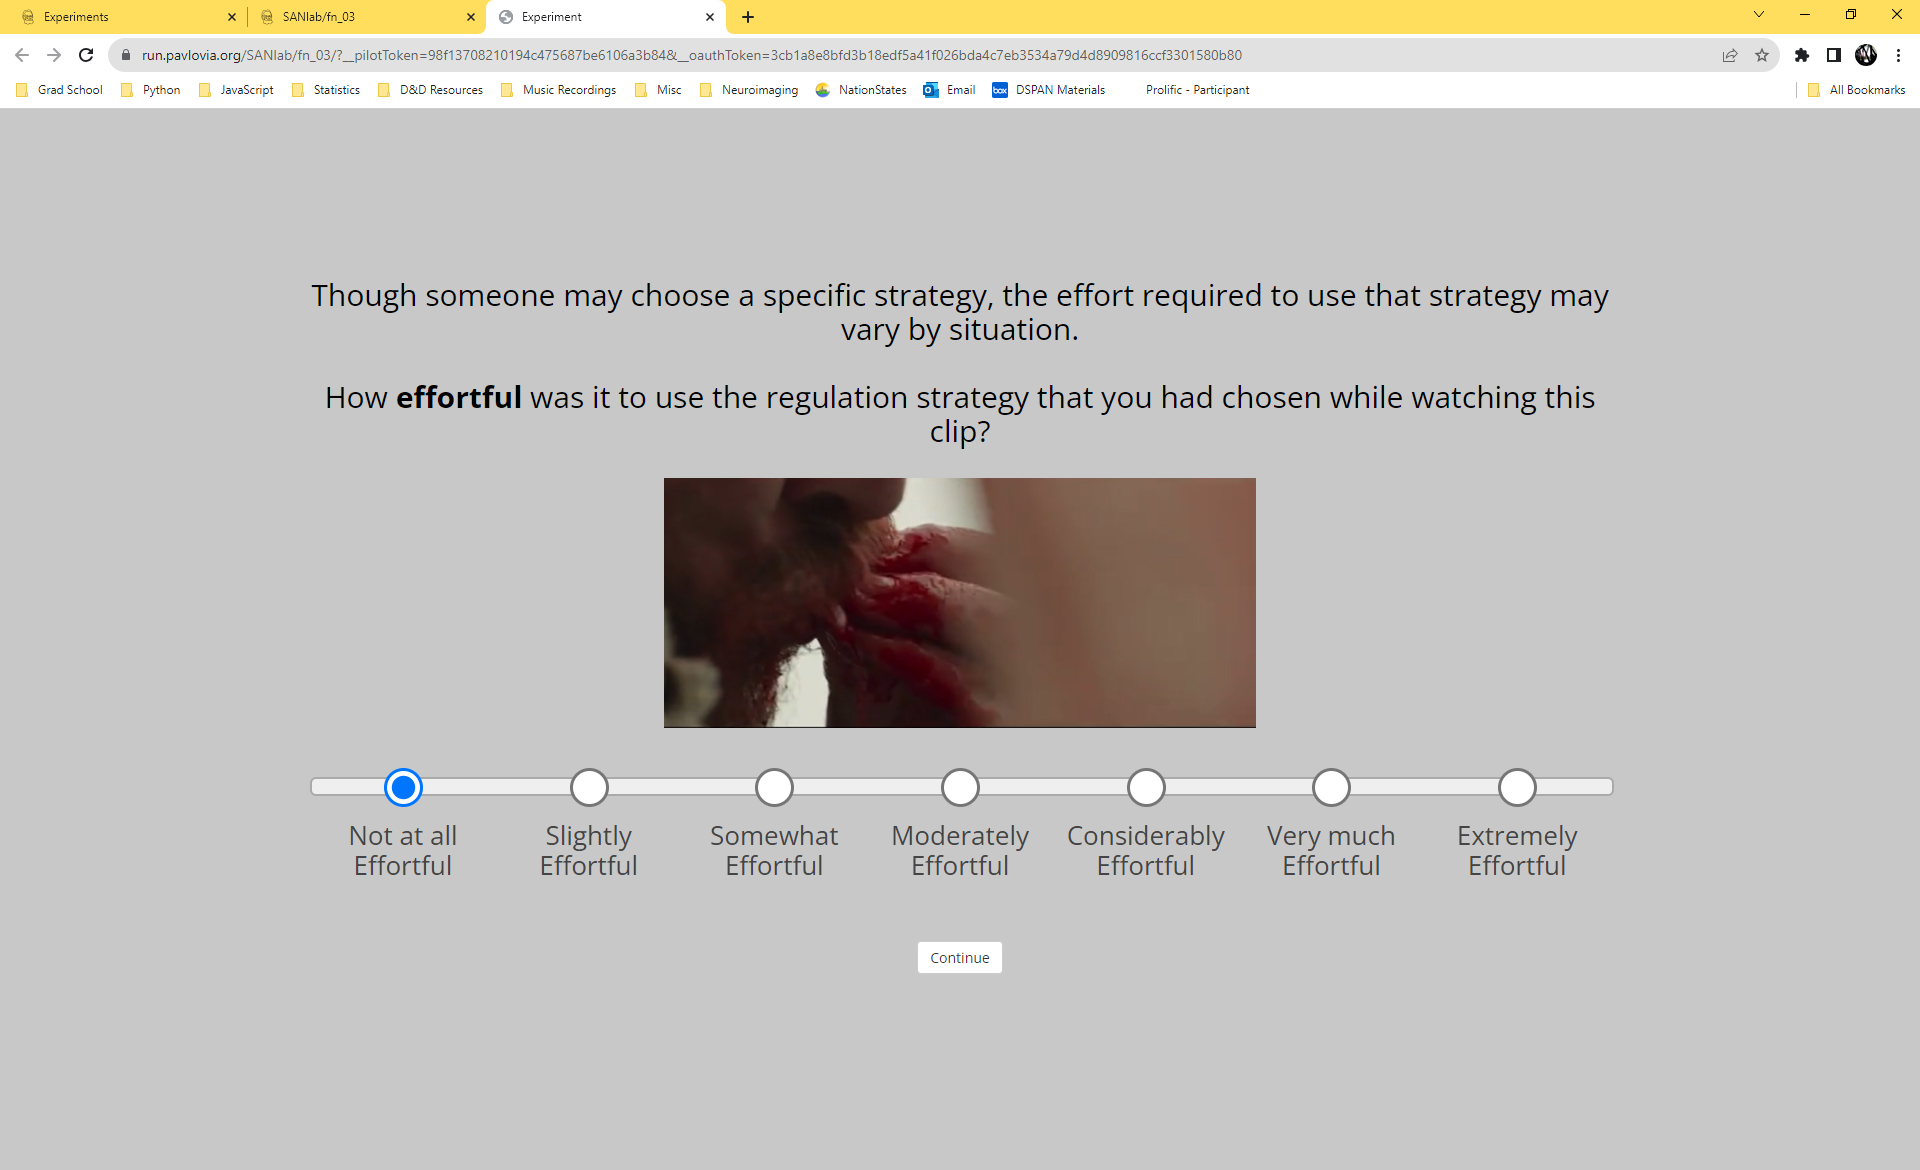 Experiments
SANlab/fn_03
Experiment
run.pavlovia.org/SANlab/fn_03/?__pilotToken=98f13708210194c475687be6106a3b84&__oauthToken=3cb1a8e8bfd3b18edf5a41f026bda4c7eb3534a79d4d8909816ccf3301580b80
Grad School Python JavaScript Statistics D&D Resources Music Recordings Misc Neuroimaging NationStates Email box DSPAN Materials Prolific - Participant All Bookmarks
Though someone may choose a specific strategy, the effort required to use that strategy may
vary by situation.
How effortful was it to use the regulation strategy that you had chosen while watching this
clip?
Not at all
Effortful
Slightly
Effortful
Somewhat
Effortful
Moderately
Effortful
Considerably
Effortful
Very much
Effortful
Extremely
Effortful
Continue